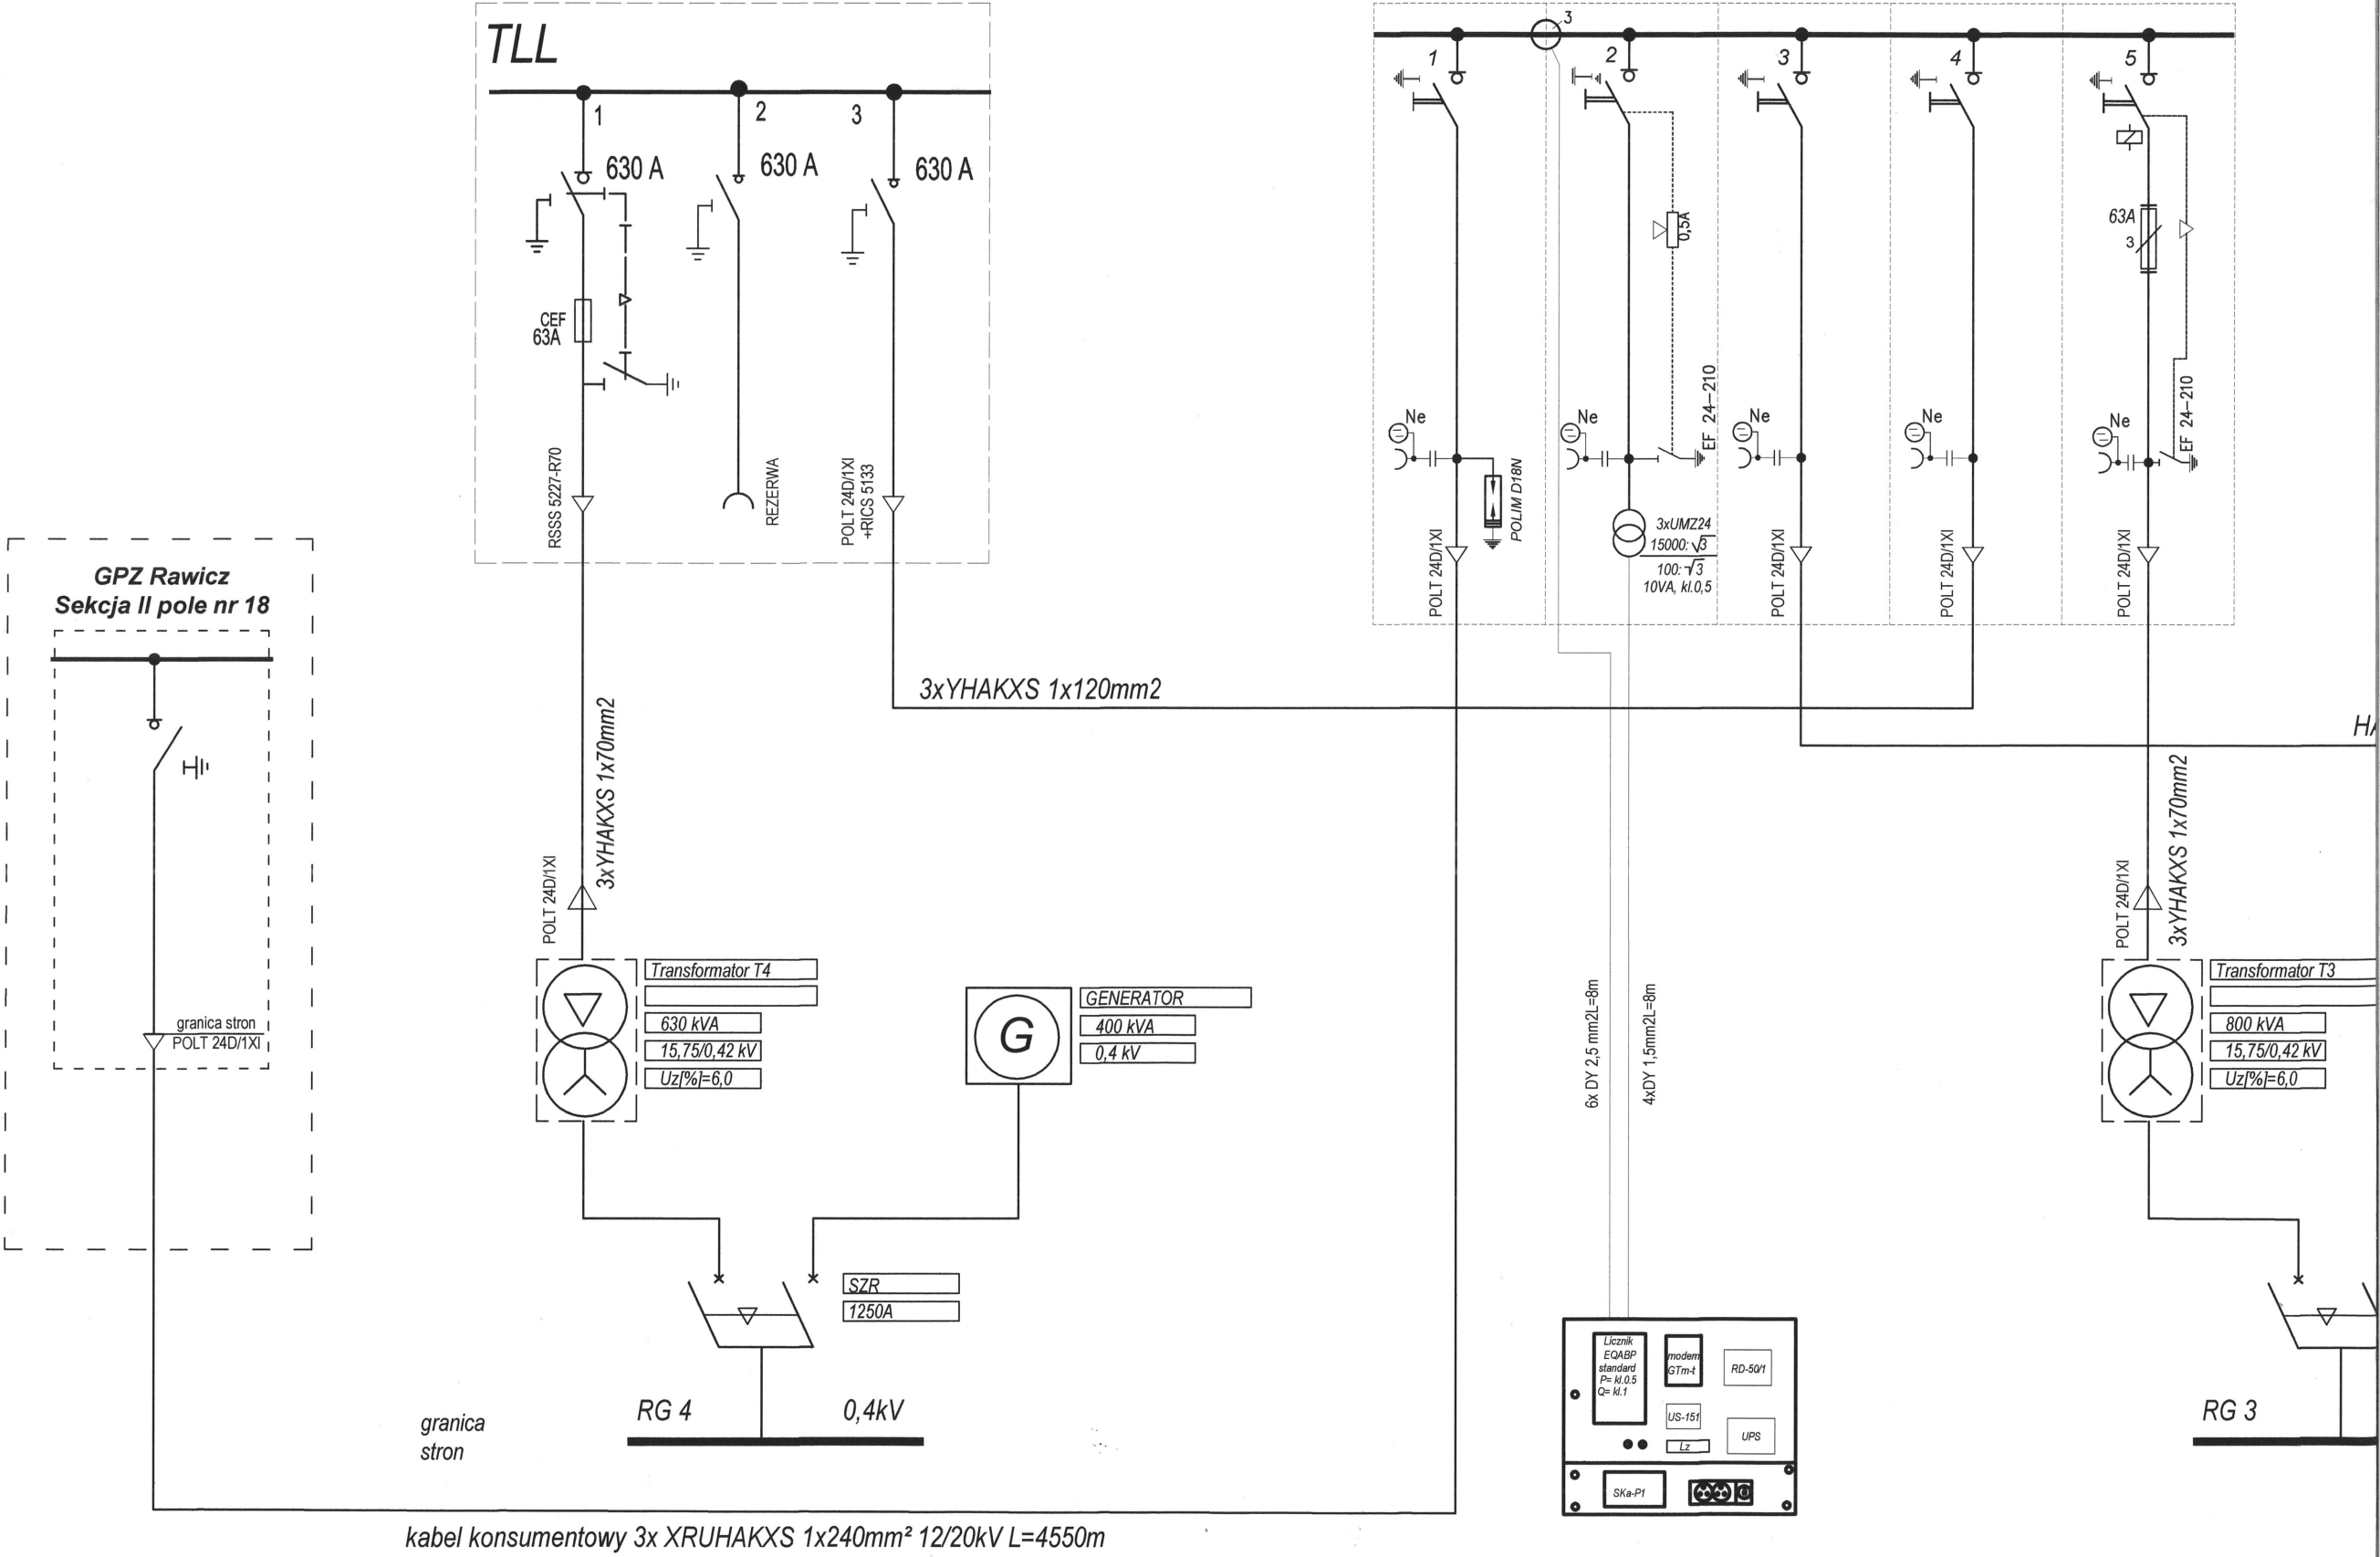 TLL
1
2
3
630 A
630 A
630 A
CEF
63A
RSSS 5227-R70
REZERWA
POLT 24D/1XI
+RICS 5133
3
1
2
3
4
5
0,5A
63A
3
Ne
Ne
Ne
Ne
Ne
EF 24-210
EF 24-210
POLIM D18N
3xUMZ24
15000:√3
100:√3
10VA, kl.0,5
POLT 24D/1XI
POLT 24D/1XI
POLT 24D/1XI
POLT 24D/1XI
GPZ Rawicz
Sekcja II pole nr 18
granica stron
POLT 24D/1XI
3xYHAKXS 1x120mm2
HA
3xYHAKXS 1x70mm2
POLT 24D/1XI
3xYHAKXS 1x70mm2
POLT 24D/1XI
Transformator T4
630 kVA
15,75/0,42 kV
Uz[%]=6,0
GENERATOR
400 kVA
0,4 kV
G
6x DY 2,5 mm2L=8m
4xDY 1,5mm2L=8m
Transformator T3
800 kVA
15,75/0,42 kV
Uz[%]=6,0
SZR
1250A
RG 4
0,4kV
granica
stron
Licznik
EQABP
standard
P= kl.0.5
Q= kl.1
modem
GTm-t
RD-50/1
US-151
Lz
UPS
SKa-P1
RG 3
kabel konsumentowy 3x XRUHAKXS 1x240mm² 12/20kV L=4550m